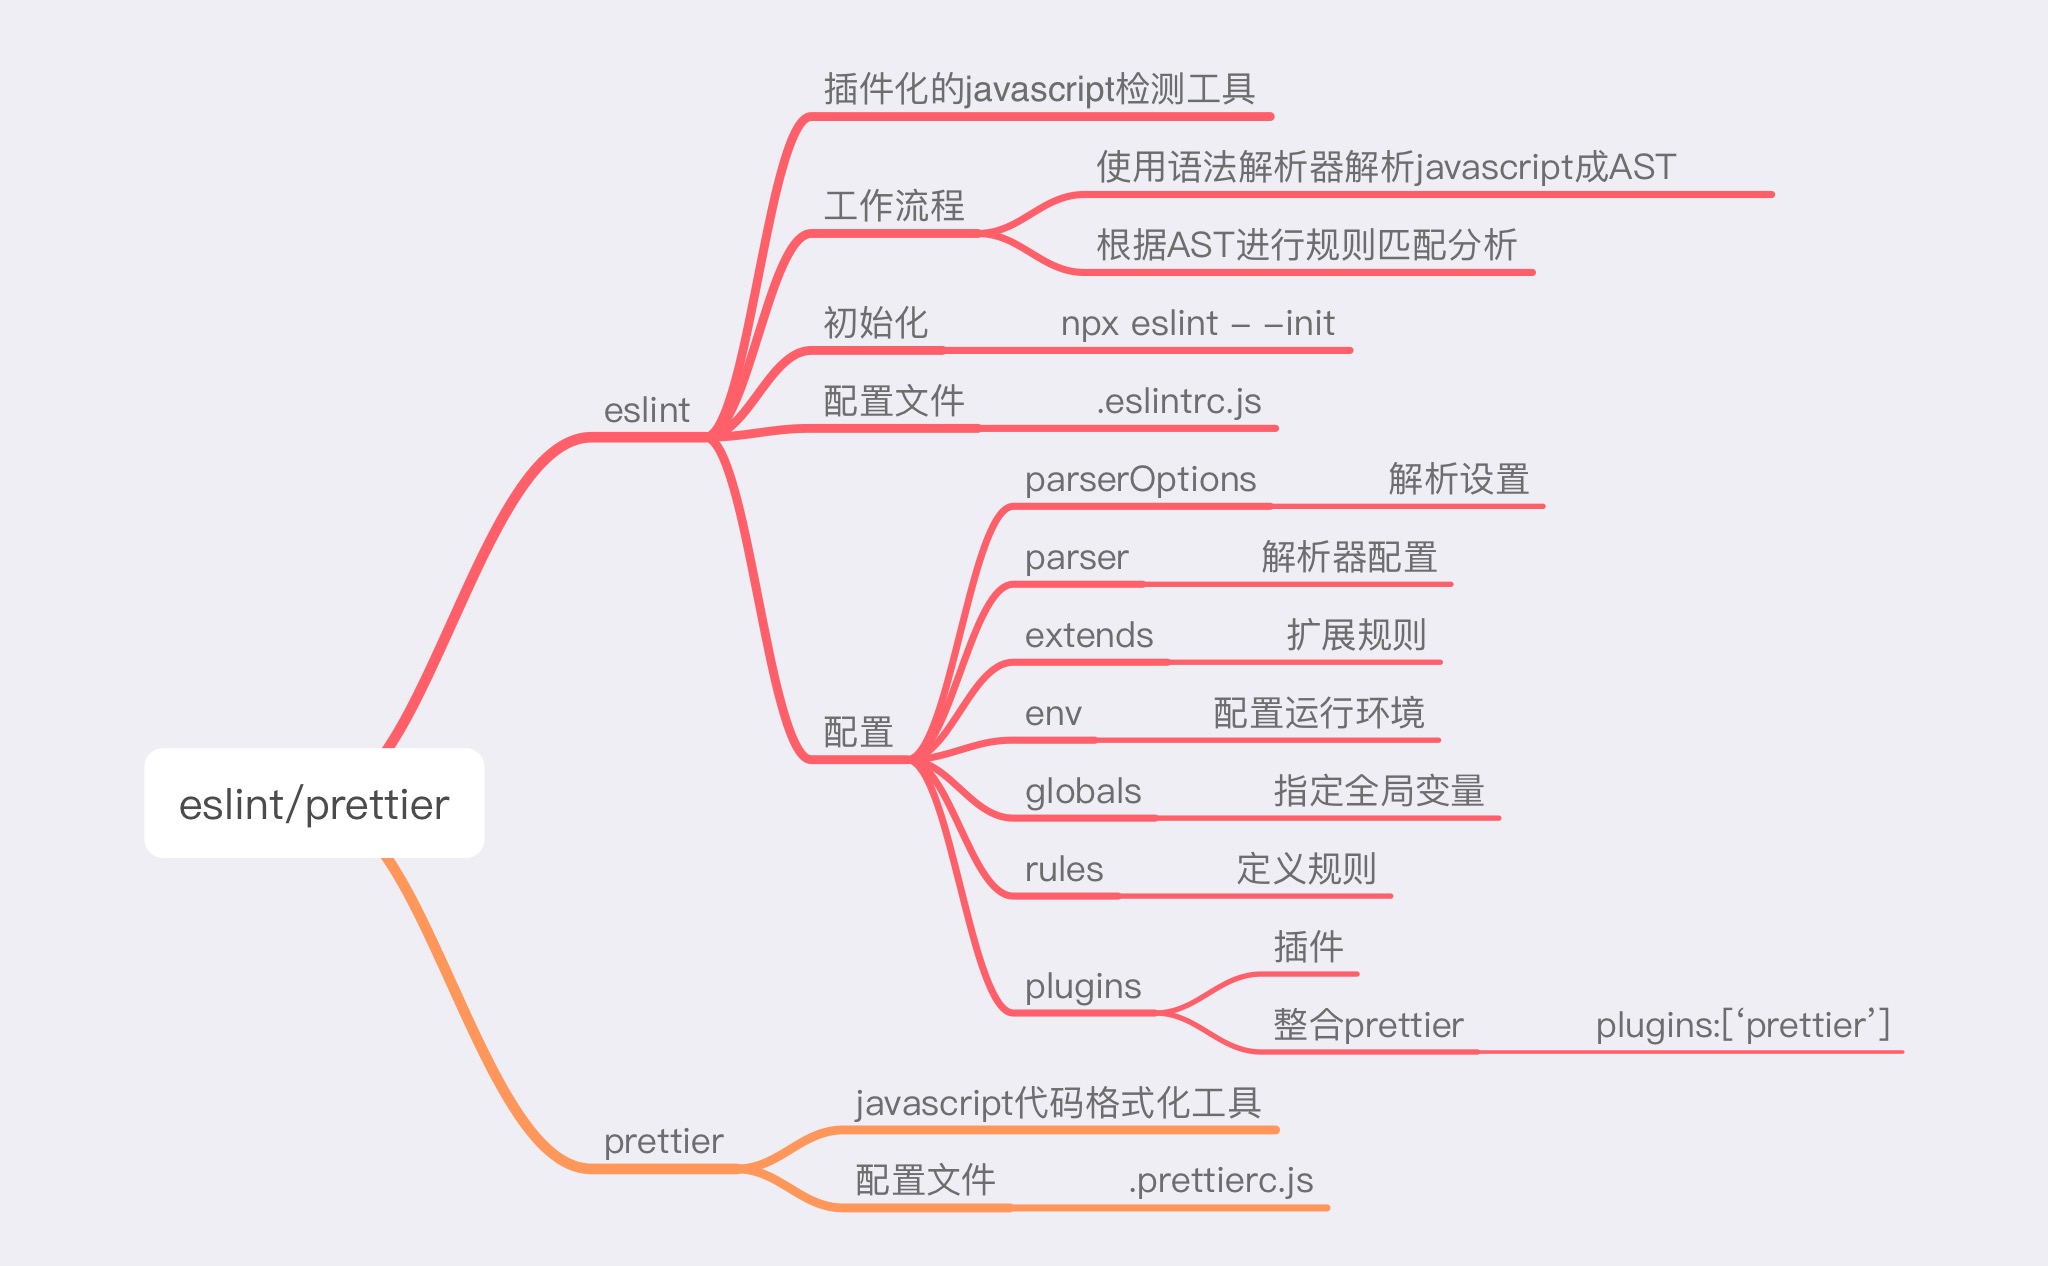 插件化的javascript检测工具
使用语法解析器解析javascript成AST
工作流程
根据AST进行规则匹配分析
初始化
npx eslint – –init
配置文件
.eslintrc.js
eslint
parserOptions
解析设置
parser
解析器配置
extends
扩展规则
env
配置运行环境
配置
globals
指定全局变量
eslint/prettier
rules
定义规则
插件
plugins
整合prettier
plugins:[‘prettier’]
javascript代码格式化工具
prettier
配置文件
.prettierc.js